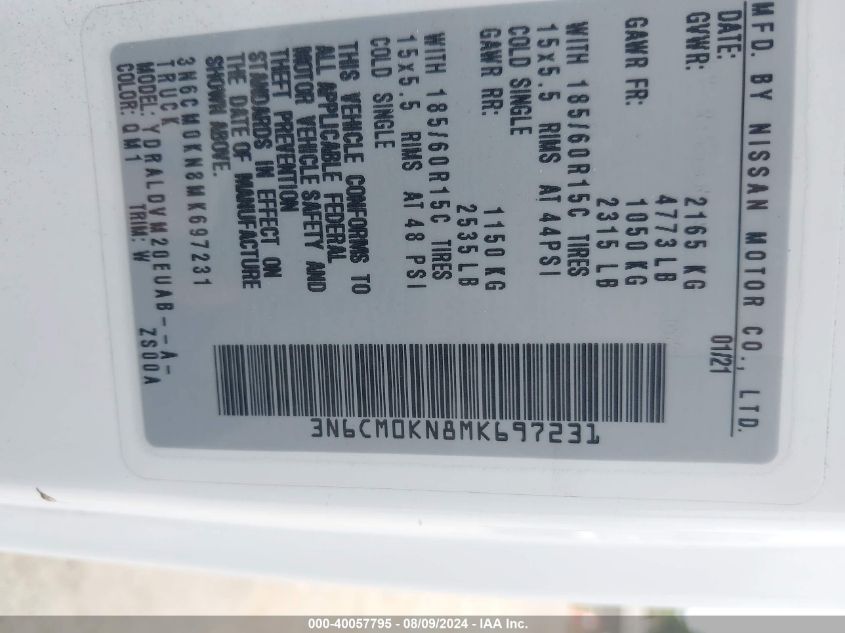 MFD. BY NISSAN MOTOR CO., LTD.
DATE: 01/21
GVWR: 2165 KG
4773 LB
GAWR FR: 1050 KG
2315 LB
WITH 185/60R15C TIRES
15x5.5 RIMS AT 44PSI
COLD SINGLE
GAWR RR: 1150 KG
2535 LB
WITH 185/60R15C TIRES
15x5.5 RIMS AT 48 PSI
COLD SINGLE
THIS VEHICLE CONFORMS TO
ALL APPLICABLE FEDERAL
MOTOR VEHICLE SAFETY AND
THEFT PREVENTION
STANDARDS IN EFFECT ON
THE DATE OF MANUFACTURE
SHOWN ABOVE.
3N6CM0KN8MK697231
TRUCK
MODEL: YDRALDVM20EUAB--A-
COLOR: QM1 TRIM: W ZS00A
3N6CM0KN8MK697231
000-40057795 - 08/09/2024 - IAA Inc.